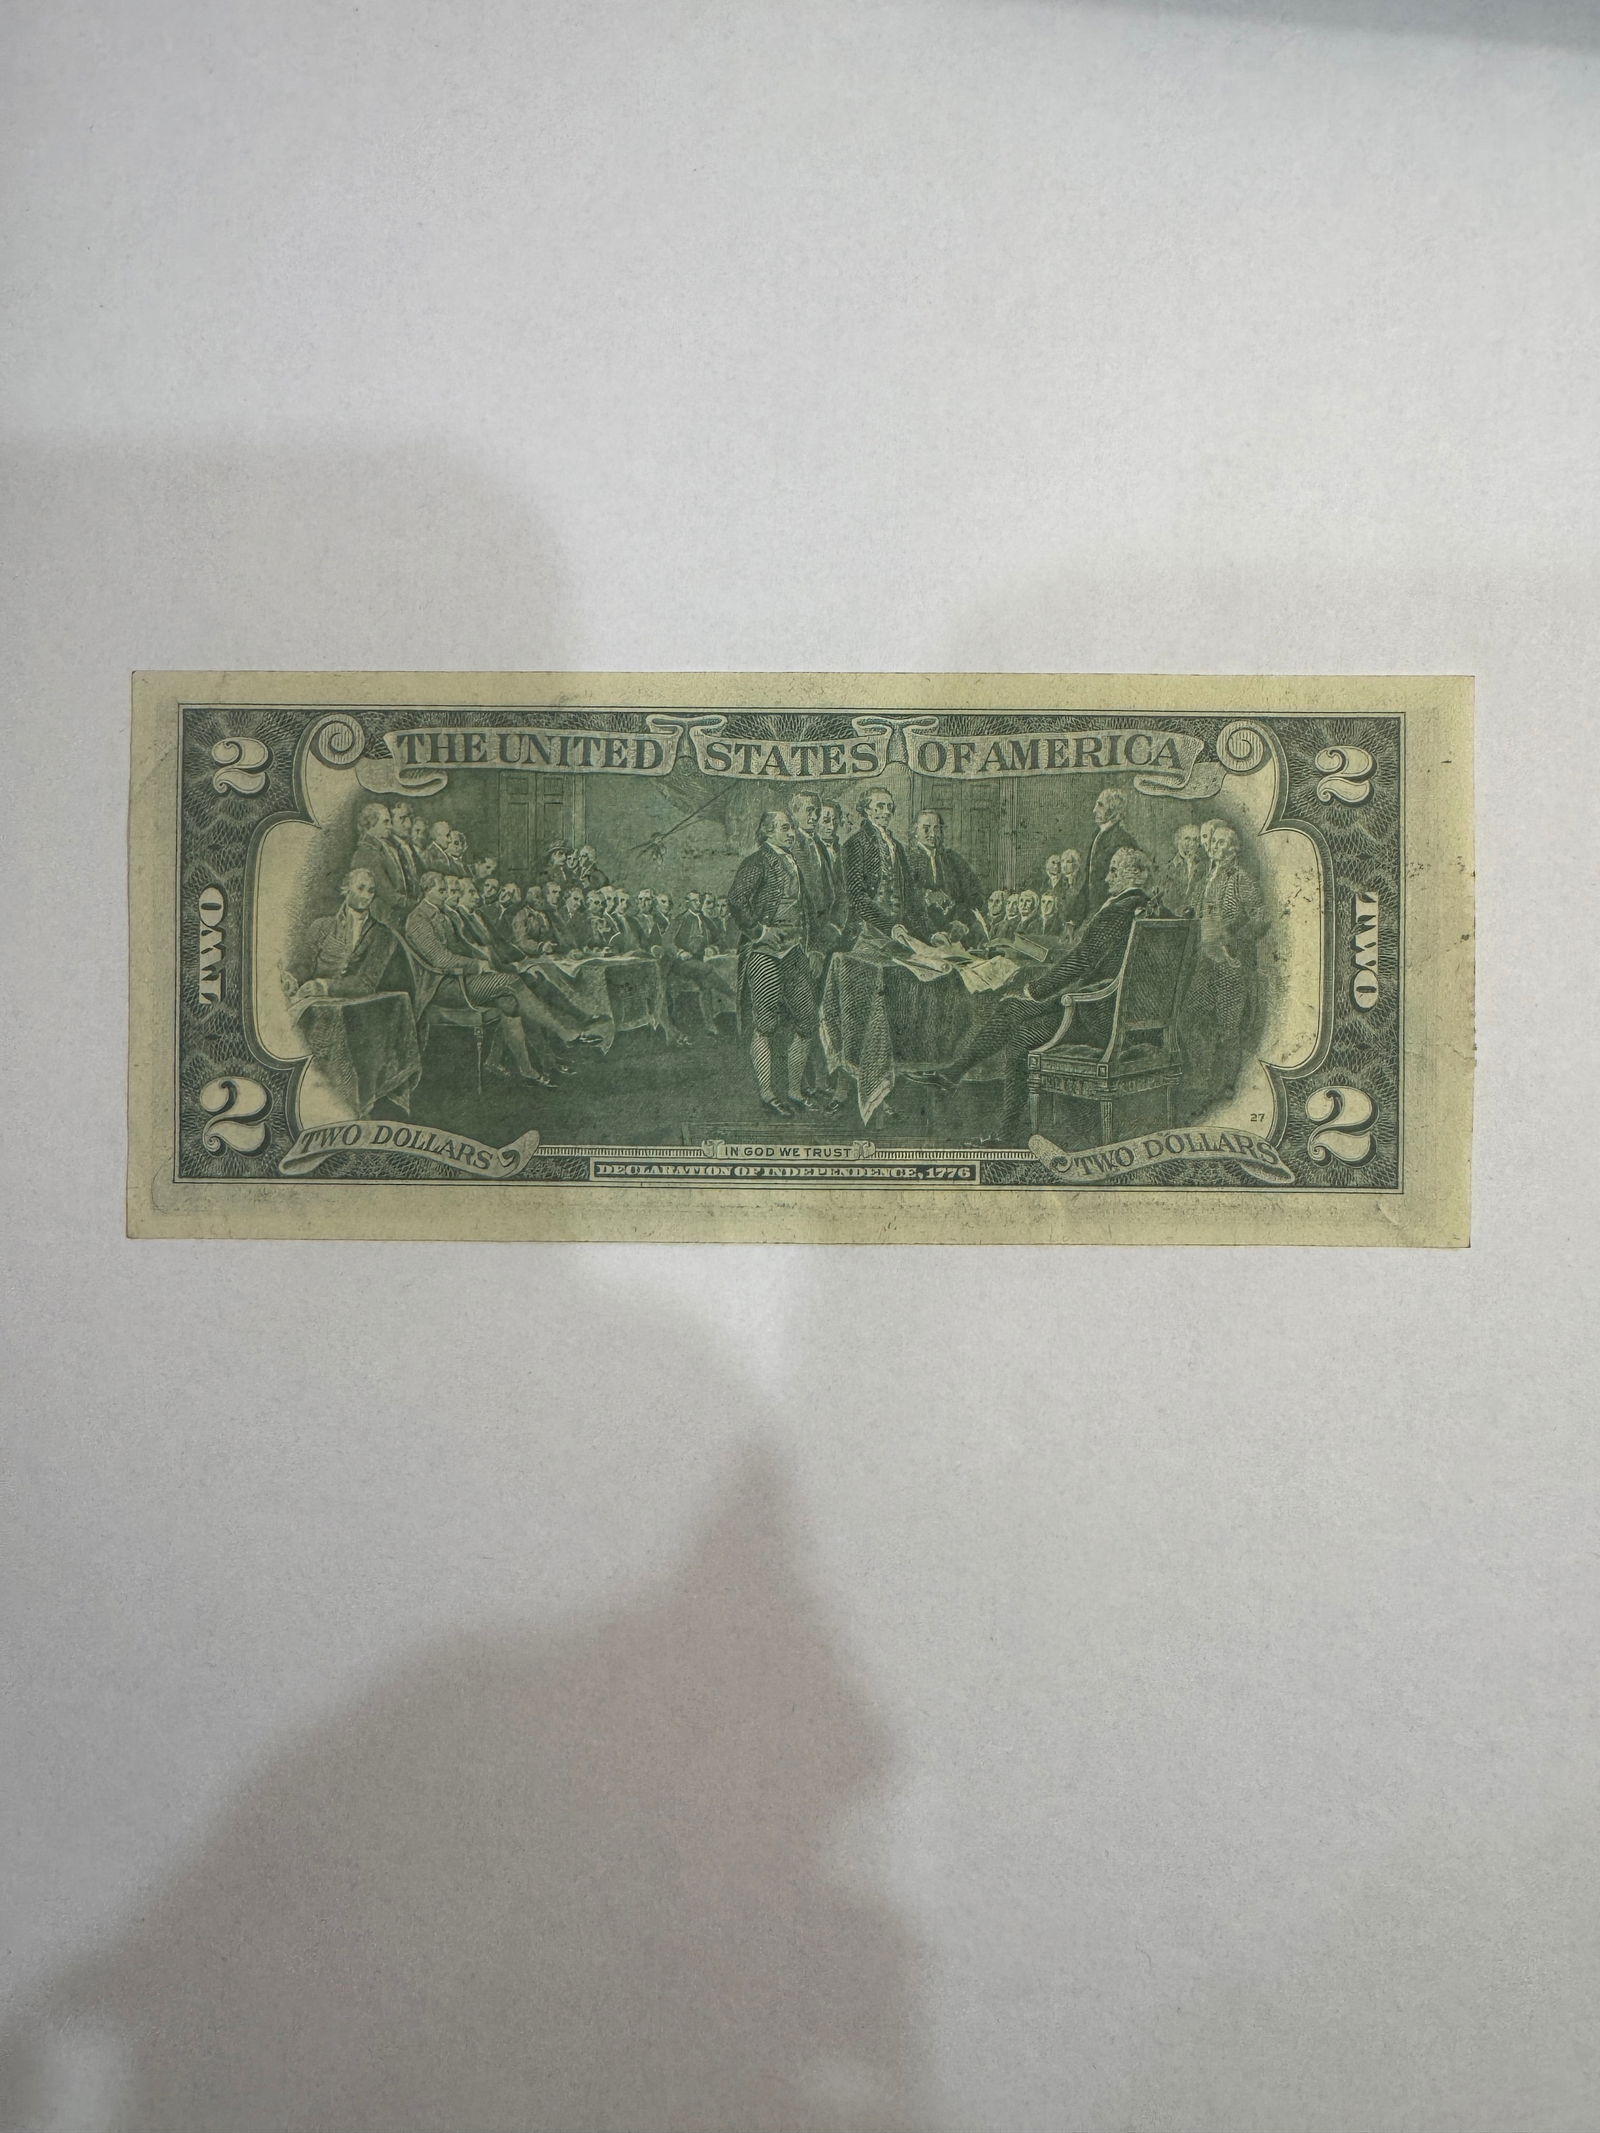 2 THE UNITED STATES OF AMERICA 2
TWO TWO
27
2 TWO DOLLARS IN GOD WE TRUST TWO DOLLARS 2
DECLARATION OF INDEPENDENCE, 1776